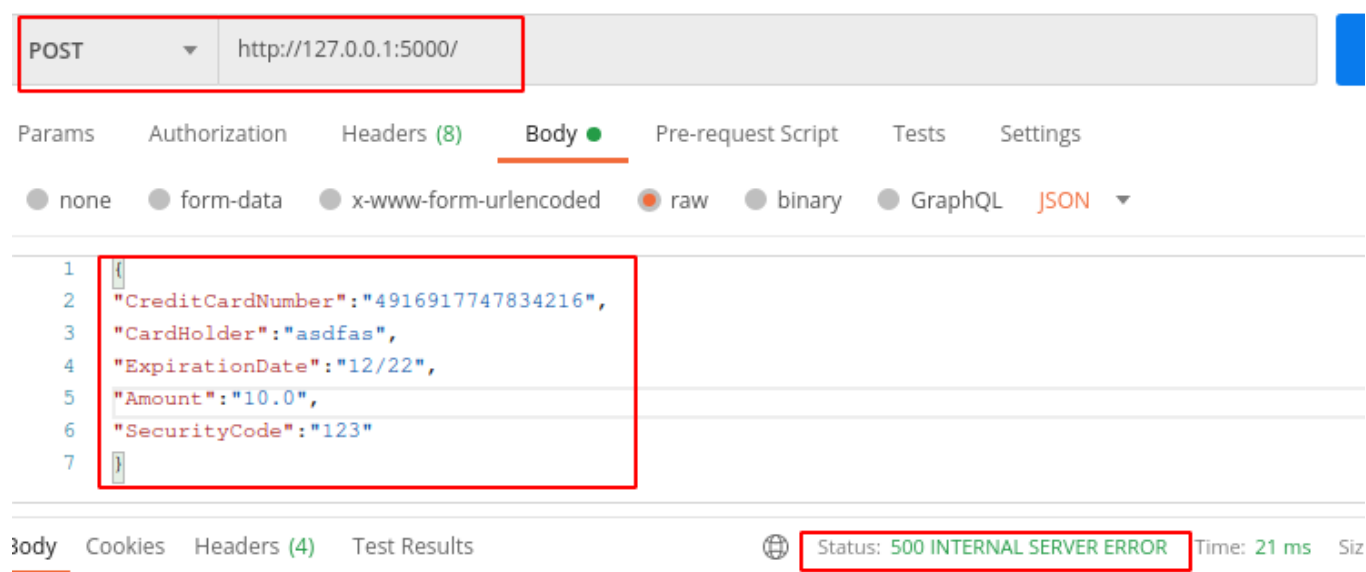 POST http://127.0.0.1:5000/
Params Authorization Headers (8) Body Pre-request Script Tests Settings
none form-data x-www-form-urlencoded raw binary GraphQL JSON
1 {
2 "CreditCardNumber":"4916917747834216",
3 "CardHolder":"asdfas",
4 "ExpirationDate":"12/22",
5 "Amount":"10.0",
6 "SecurityCode":"123"
7 }
Body Cookies Headers (4) Test Results Status: 500 INTERNAL SERVER ERROR Time: 21 ms Siz